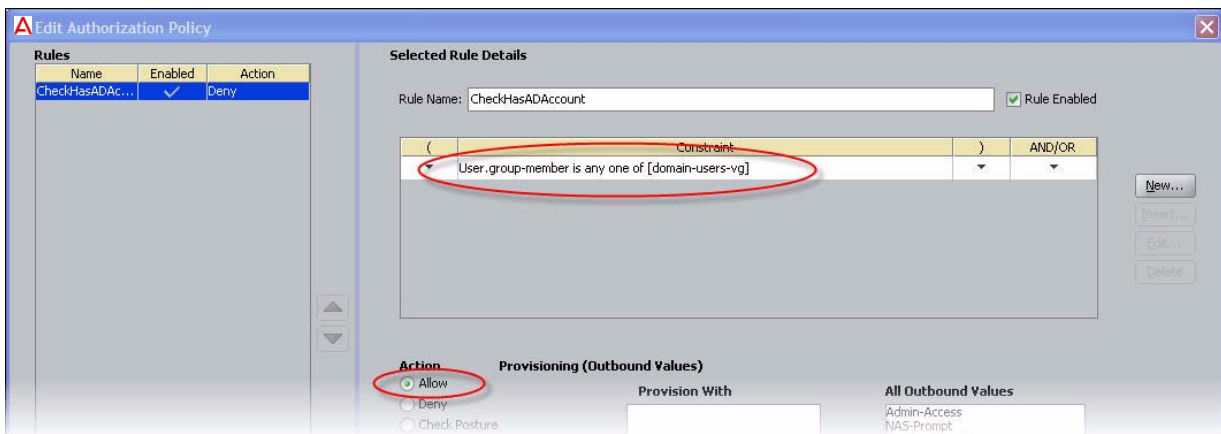 Edit Authorization Policy
Rules
Name Enabled Action
CheckHasADAc... Deny
Selected Rule Details
Rule Name: CheckHasADAccount
Rule Enabled
( Constraint ) AND/OR
User.group-member is any one of [domain-users-vg]
New...
Insert...
Edit...
Delete
Action
Provisioning (Outbound Values)
Allow
Deny
Check Posture
Provision With
All Outbound Values
Admin-Access
NAS-Prompt